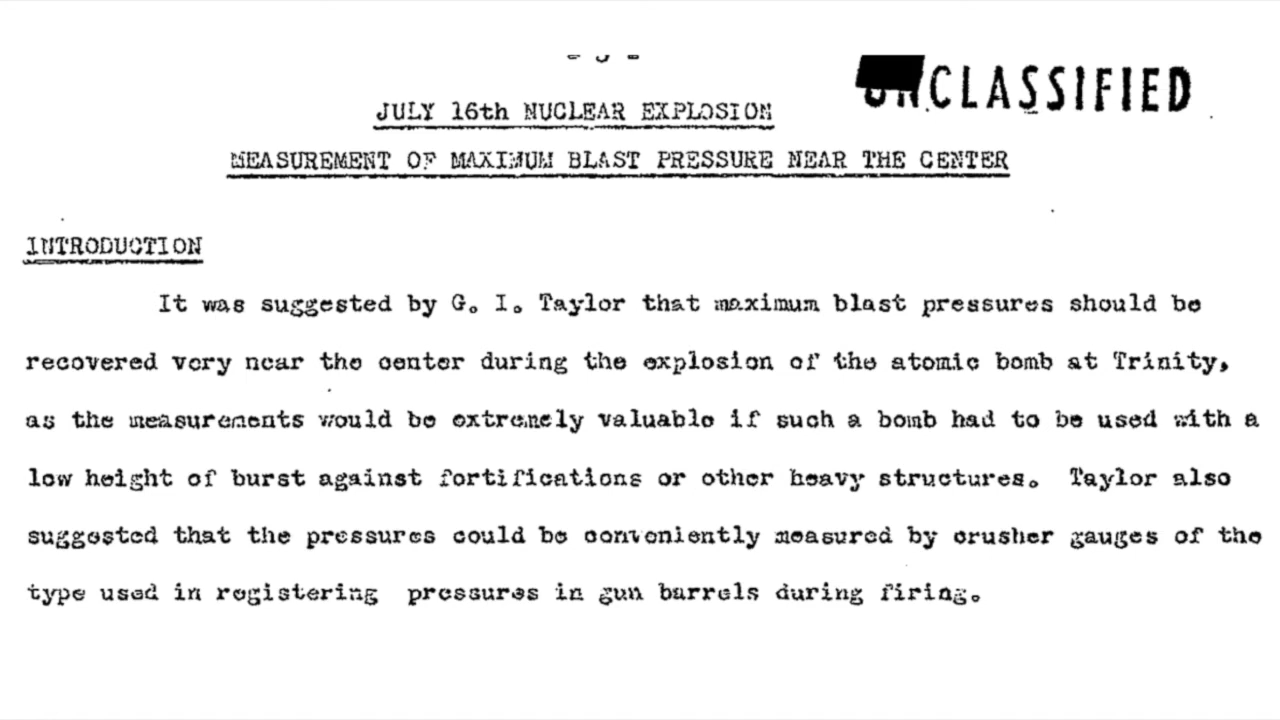 - 3 -
UNCLASSIFIED
JULY 16th NUCLEAR EXPLOSION
MEASUREMENT OF MAXIMUM BLAST PRESSURE NEAR THE CENTER
INTRODUCTION
It was suggested by G. I. Taylor that maximum blast pressures should be
recovered very near the center during the explosion of the atomic bomb at Trinity,
as the measurements would be extremely valuable if such a bomb had to be used with a
low height of burst against fortifications or other heavy structures. Taylor also
suggested that the pressures could be conveniently measured by crusher gauges of the
type used in registering pressures in gun barrels during firing.